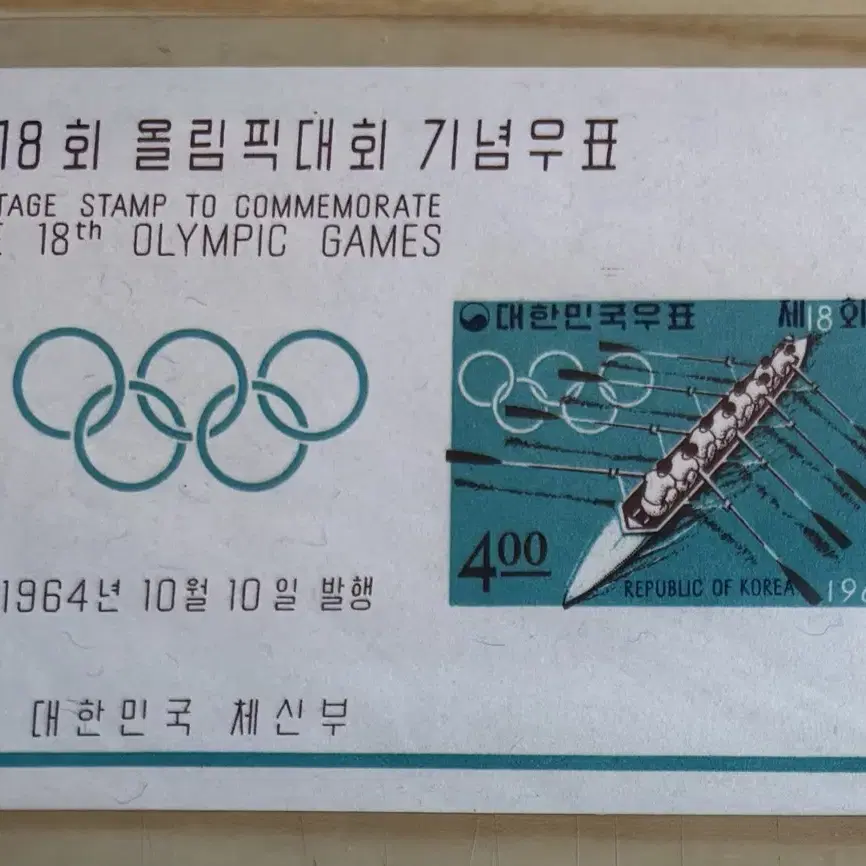 18회 올림픽대회 기념우표
TAGE STAMP TO COMMEMORATE
18th OLYMPIC GAMES
대한민국우표 제18회
400
REPUBLIC OF KOREA 196
1964년 10월 10일 발행
대한민국 체신부